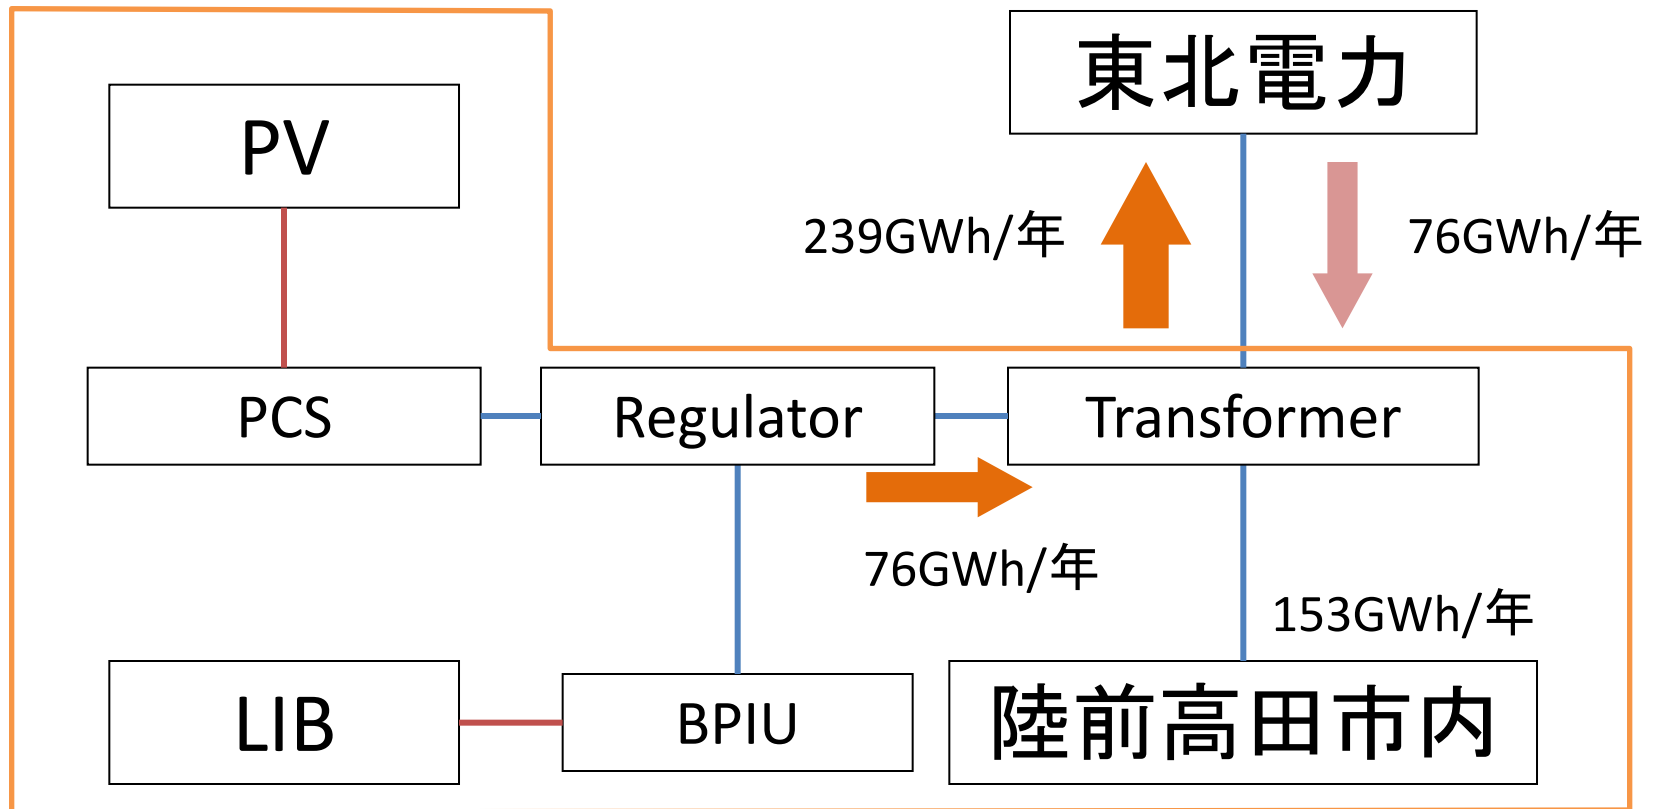 東北電力
PV
239GWh/年
76GWh/年
PCS
Regulator
Transformer
76GWh/年
153GWh/年
LIB
BPIU
陸前高田市内